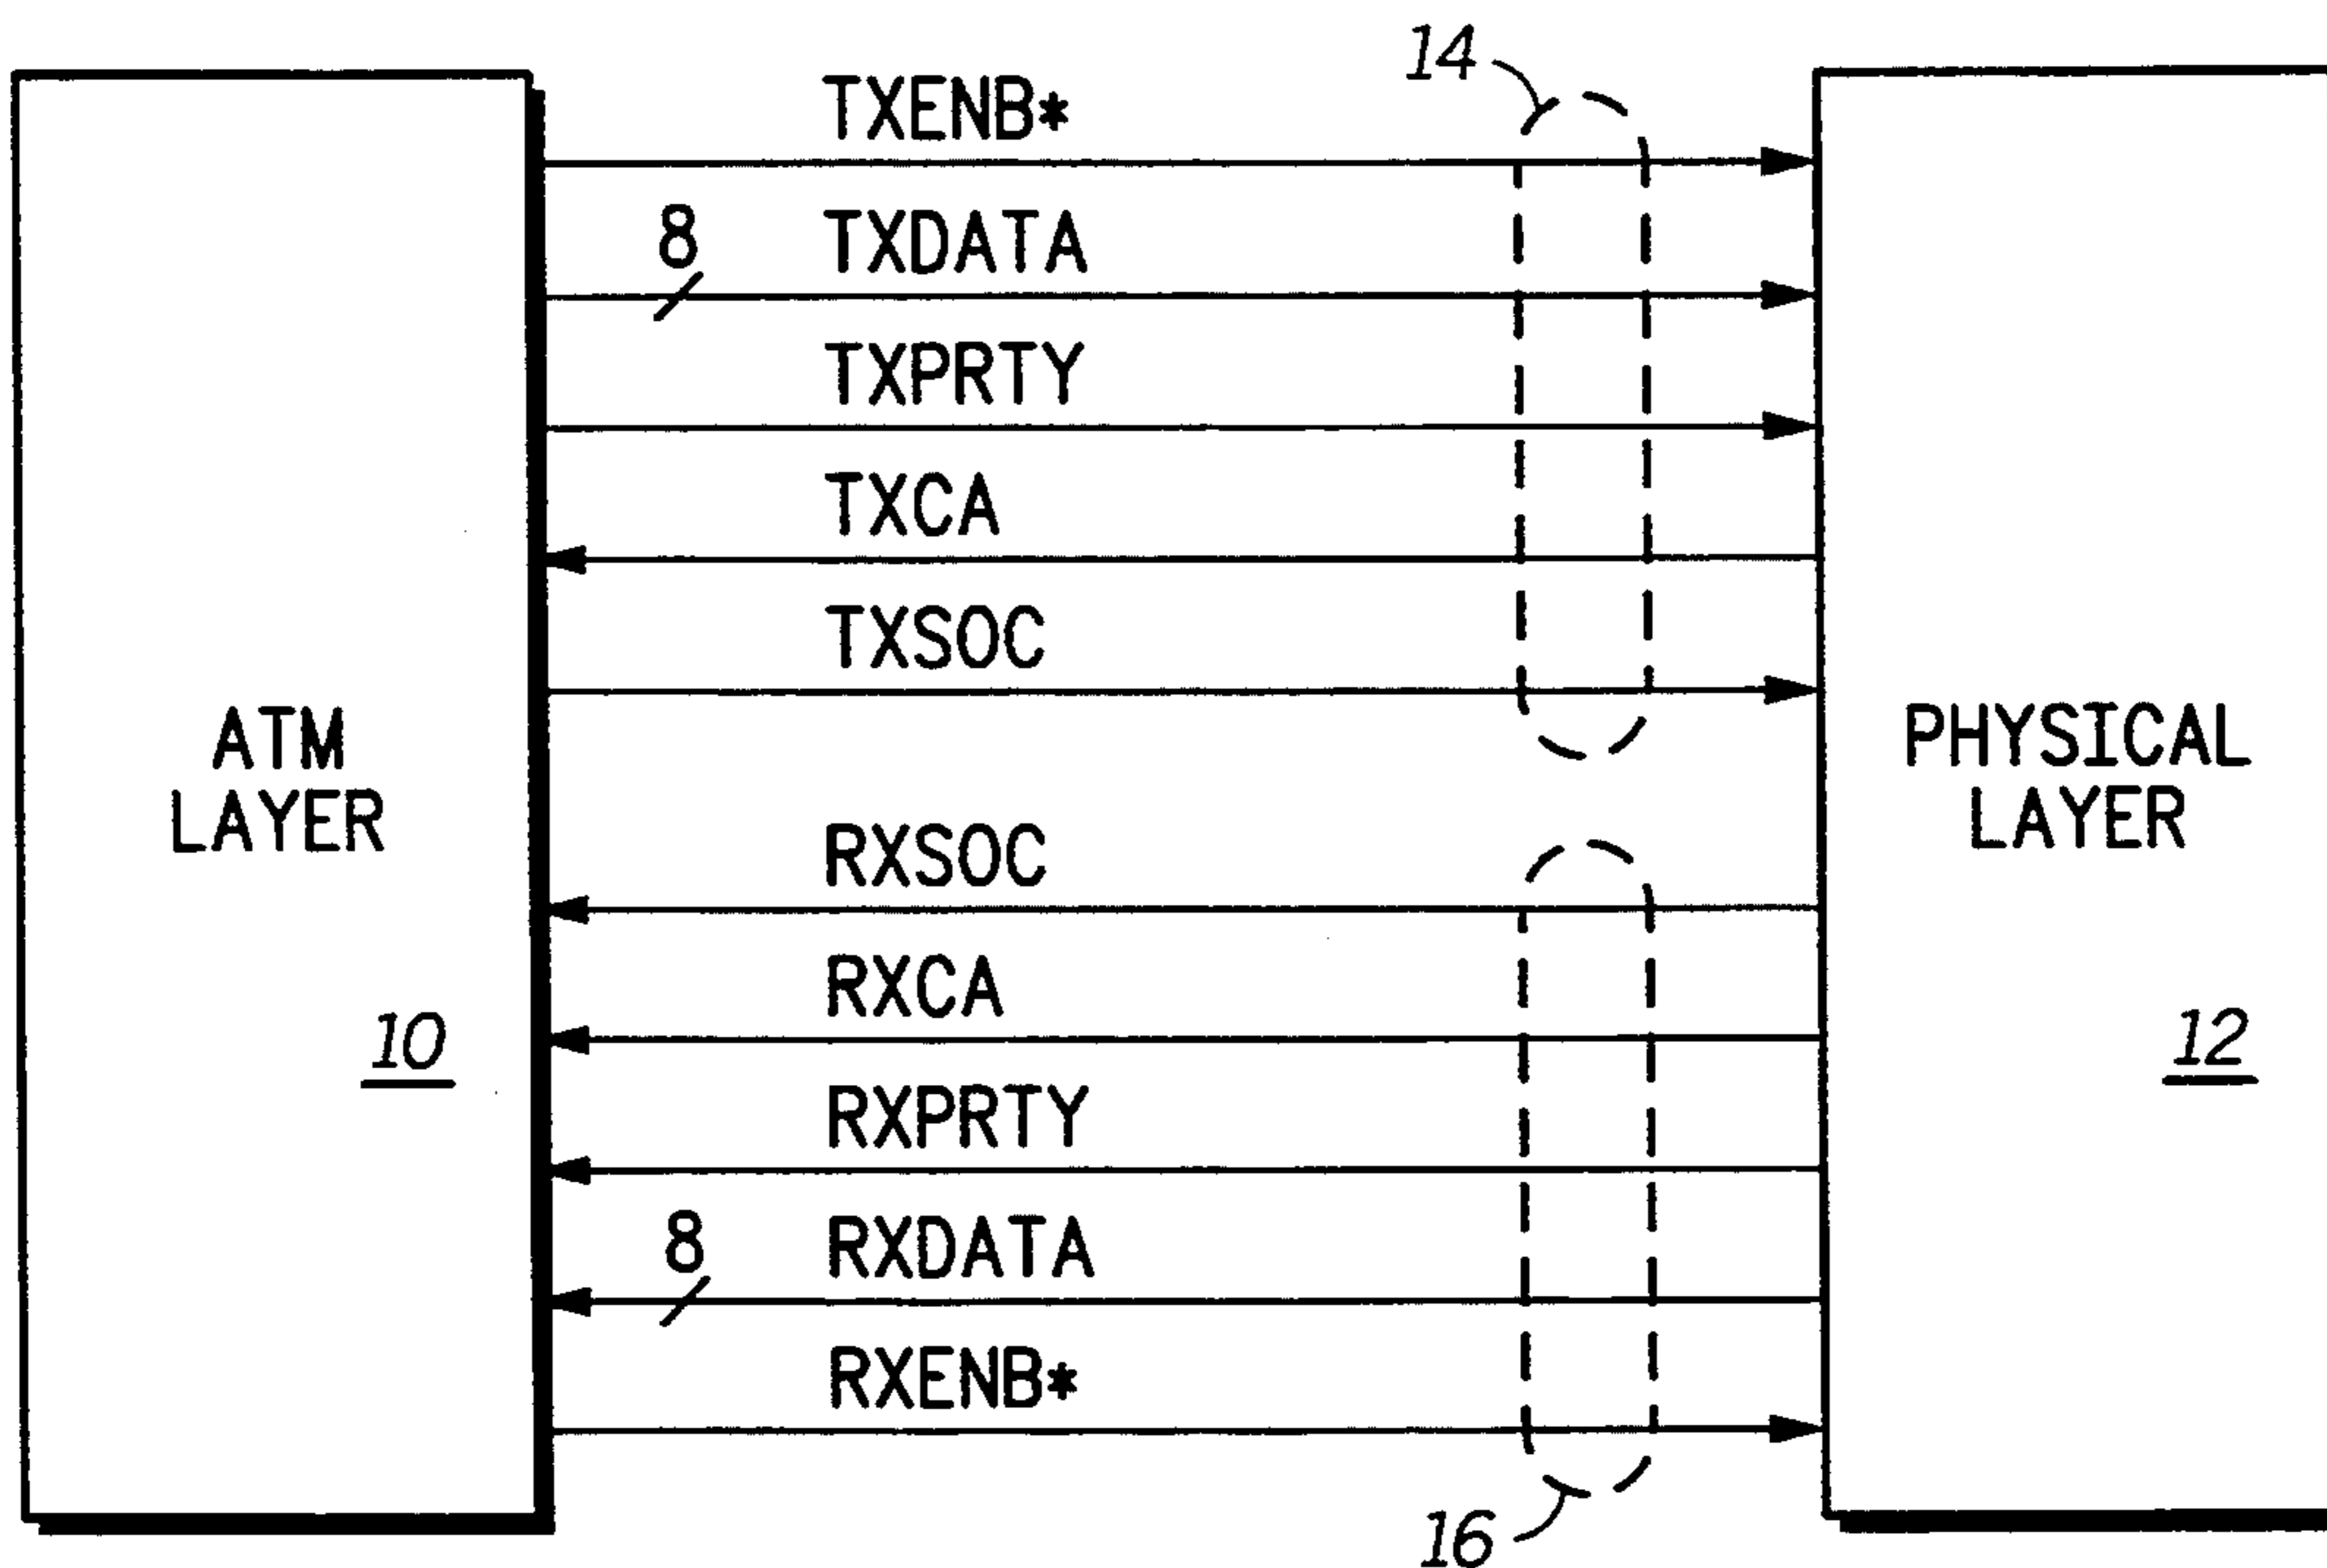 14
TXENB*
8
TXDATA
TXPRTY
TXCA
TXSOC
ATM
LAYER
PHYSICAL
LAYER
RXSOC
RXCA
10
12
RXPRTY
8
RXDATA
RXENB*
16